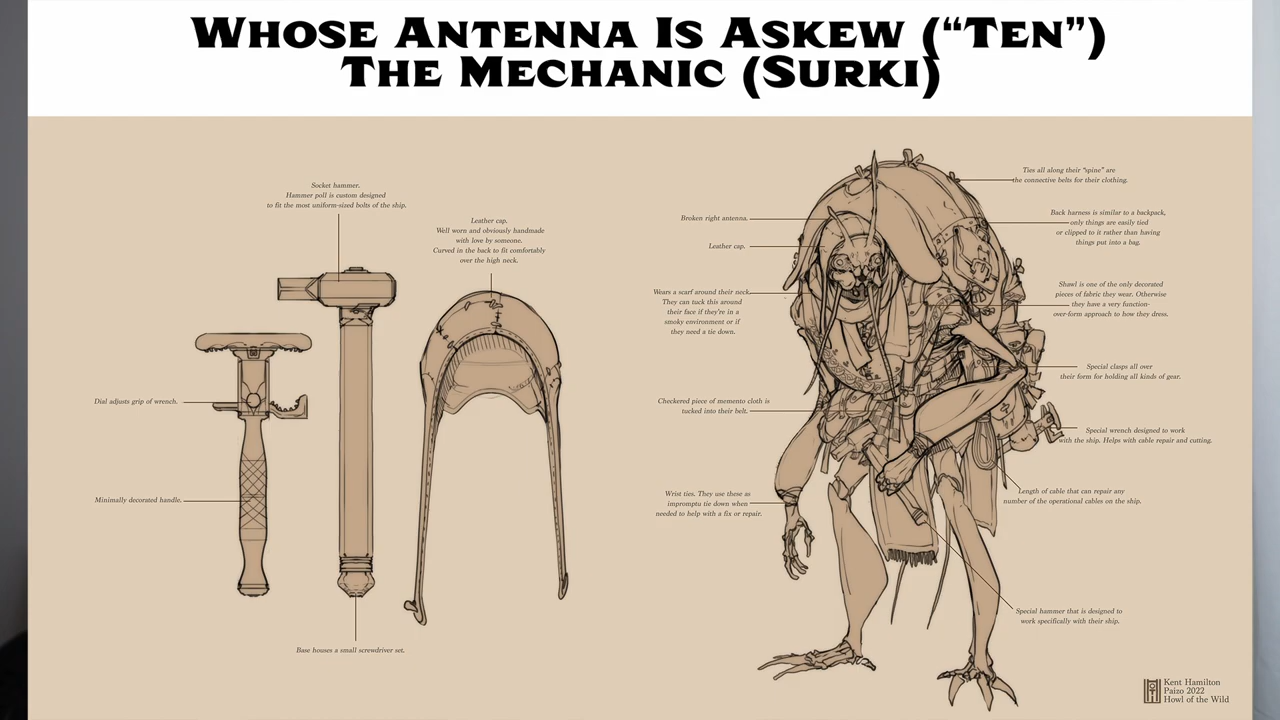 WHOSE ANTENNA IS ASKEW (“TEN”)
THE MECHANIC (SURKI)
Socket hammer.
Hammer poll is custom designed
to fit the most uniform-sized bolts of the ship.
Leather cap.
Well worn and obviously handmade
with love by someone.
Curved in the back to fit comfortably
over the high neck.
Dial adjusts grip of wrench.
Minimally decorated handle.
Base houses a small screwdriver set.
Broken right antenna.
Leather cap.
Wears a scarf around their neck.
They can tuck this around
their face if they're in a
smoky environment or if
they need a tie down.
Checkered piece of memento cloth is
tucked into their belt.
Wrist ties. They use these as
impromptu tie down when
needed to help with a fix or repair.
Ties all along their “spine” are
the connective belts for their clothing.
Back harness is similar to a backpack,
only things are easily tied
or clipped to it rather than having
things put into a bag.
Shawl is one of the only decorated
pieces of fabric they wear. Otherwise
they have a very function-
over-form approach to how they dress.
Special clasps all over
their form for holding all kinds of gear.
Special wrench designed to work
with the ship. Helps with cable repair and cutting.
Length of cable that can repair any
number of the operational cables on the ship.
Special hammer that is designed to
work specifically with their ship.
Kent Hamilton
Paizo 2022
Howl of the Wild